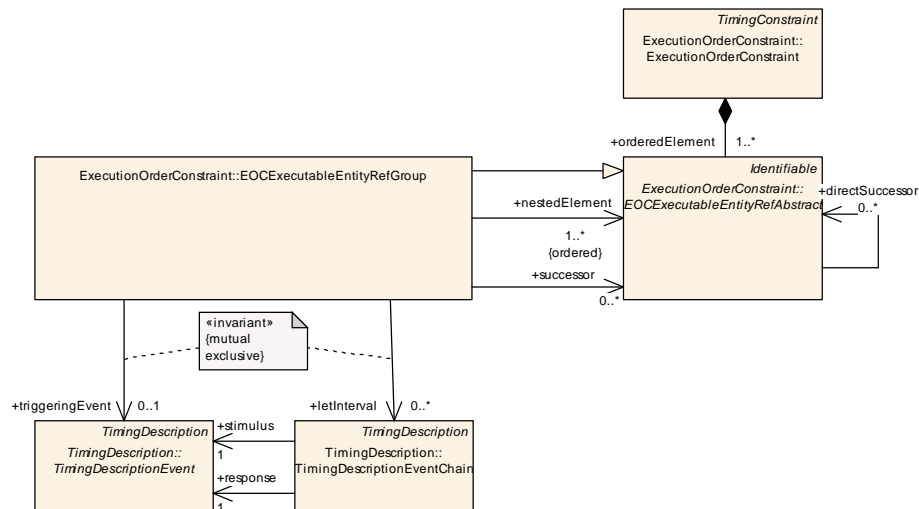 TimingConstraint
ExecutionOrderConstraint::
ExecutionOrderConstraint
+orderedElement 1..*
ExecutionOrderConstraint::EOCExecutableEntityRefGroup
Identifiable
ExecutionOrderConstraint::
EOCExecutableEntityRefAbstract
+directSuccessor
0..*
+nestedElement
1..*
{ordered}
+successor
0..*
«invariant»
{mutual
exclusive}
+triggeringEvent 0..1
+letInterval 0..*
TimingDescription
TimingDescription::
TimingDescriptionEvent
+stimulus
1
+response
1
TimingDescription
TimingDescription::
TimingDescriptionEventChain